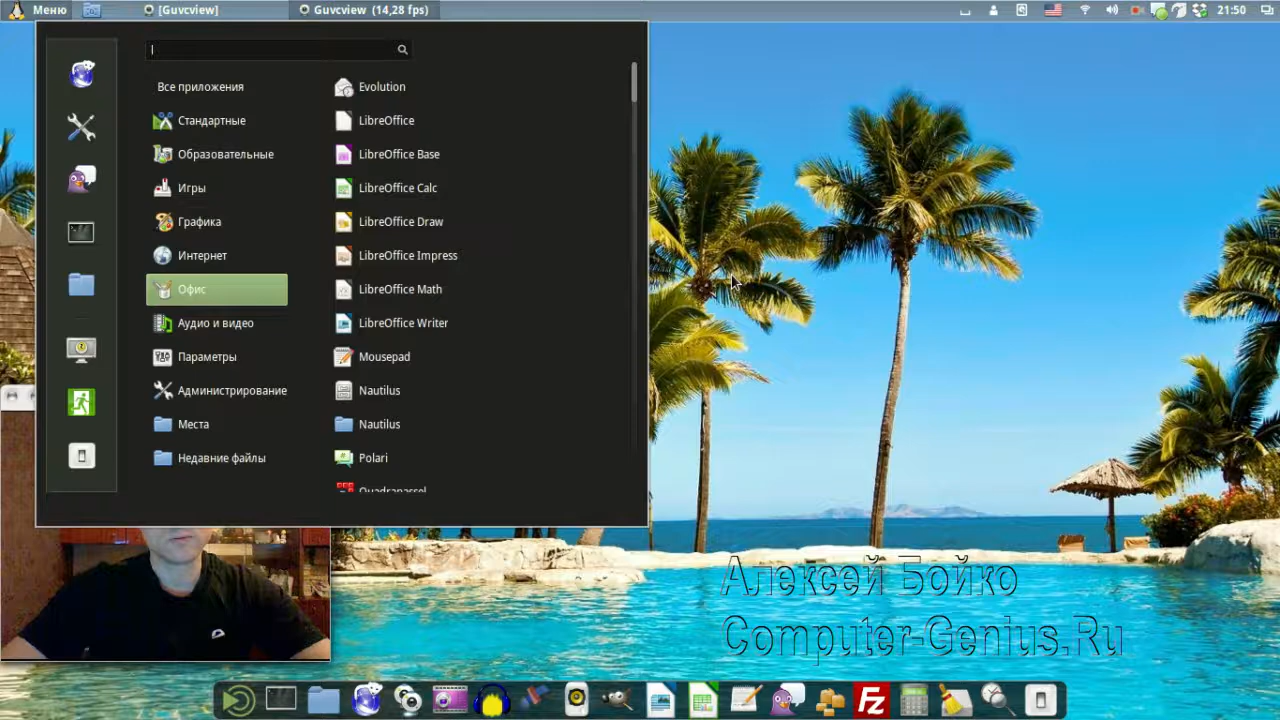 Меню
[Guvcview]
Guvcview (14,28 fps)
21:50
Все приложения
Стандартные
Образовательные
Игры
Графика
Интернет
Офис
Аудио и видео
Параметры
Администрирование
Места
Недавние файлы
Evolution
LibreOffice
LibreOffice Base
LibreOffice Calc
LibreOffice Draw
LibreOffice Impress
LibreOffice Math
LibreOffice Writer
Mousepad
Nautilus
Nautilus
Polari
Quadrapassel
Алексей Бойко
Computer-Genius.Ru
FZ